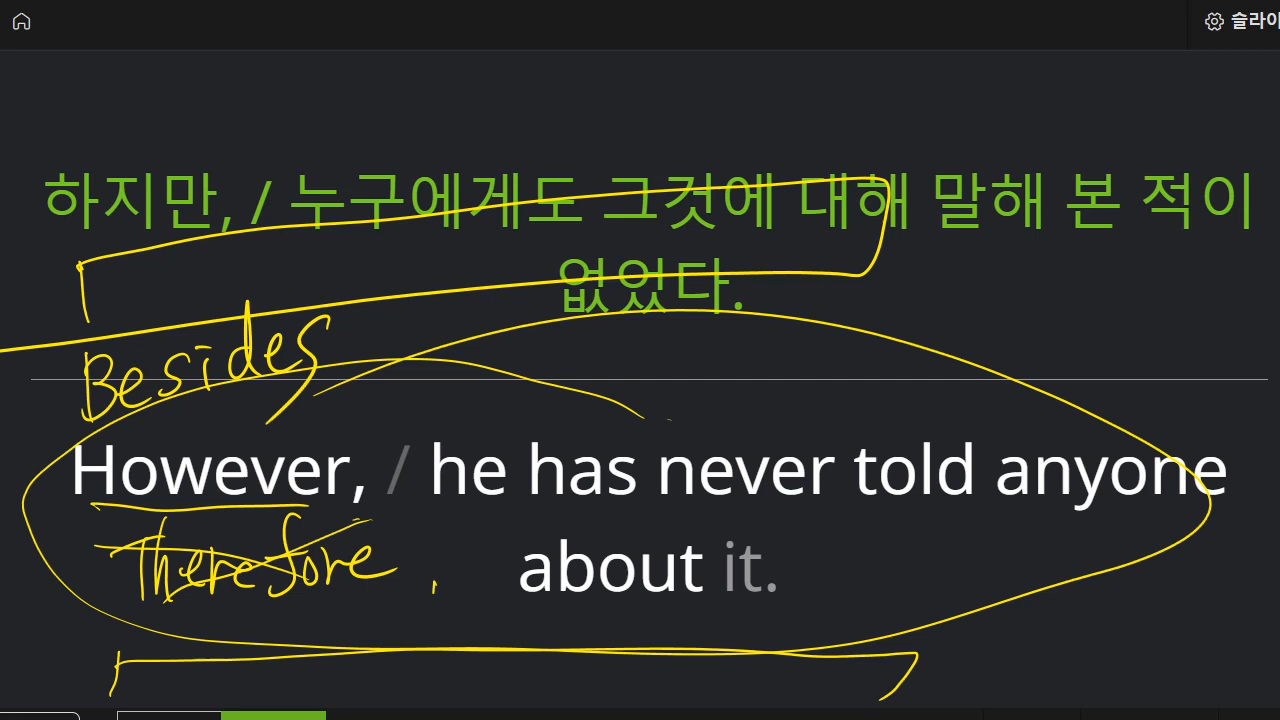 슬라이
하지만, / 누구에게도 그것에 대해 말해 본 적이
없었다.
Besides
However, / he has never told anyone
Therefore,
about it.